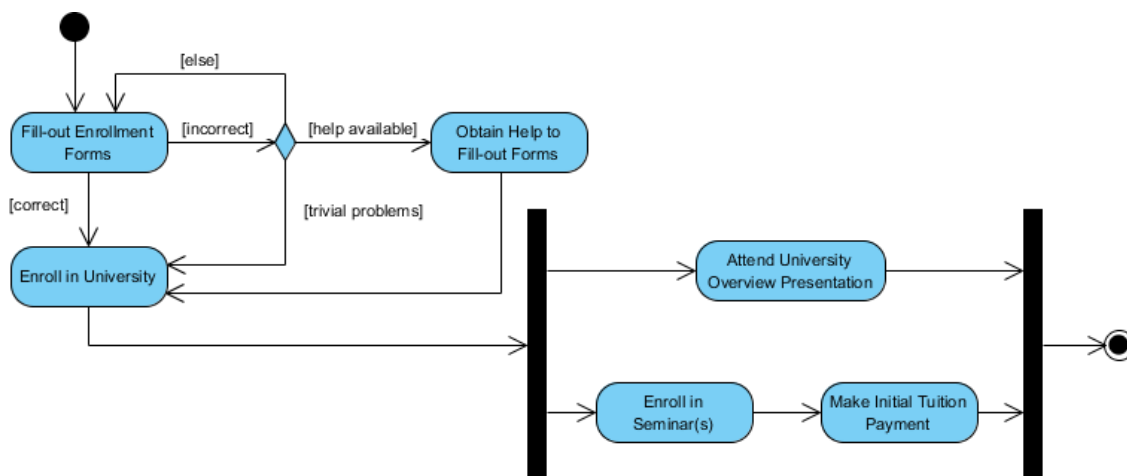 [else]
Fill-out Enrollment
Forms
[incorrect]
[help available]
Obtain Help to
Fill-out Forms
[correct]
[trivial problems]
Enroll in University
Attend University
Overview Presentation
Enroll in
Seminar(s)
Make Initial Tuition
Payment